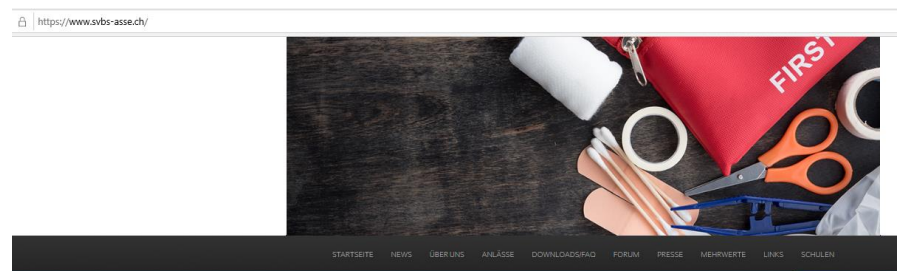 https://www.svbs-asse.ch/
FIRST
STARTSEITE NEWS ÜBER UNS ANLÄSSE DOWNLOADS/FAQ FORUM PRESSE MEHRWERTE LINKS SCHULEN